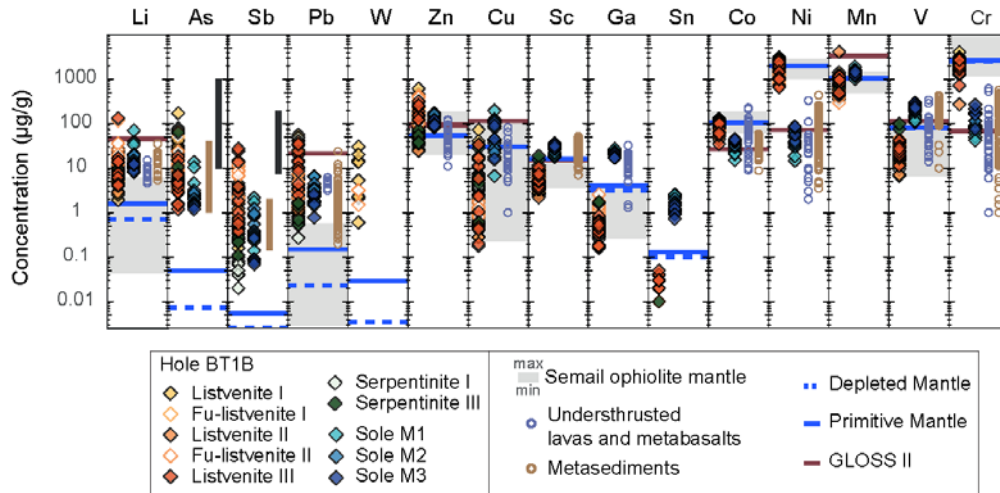 Li As Sb Pb W Zn Cu Sc Ga Sn Co Ni Mn V Cr
Concentration (µg/g)
1000
100
10
1
0.1
0.01
Hole BT1B
Listvenite I
Fu-listvenite I
Listvenite II
Fu-listvenite II
Listvenite III
Serpentinite I
Serpentinite III
Sole M1
Sole M2
Sole M3
max
min
Semail ophiolite mantle
Understhrusted
lavas and metabasalts
Metasediments
Depleted Mantle
Primitive Mantle
GLOSS II